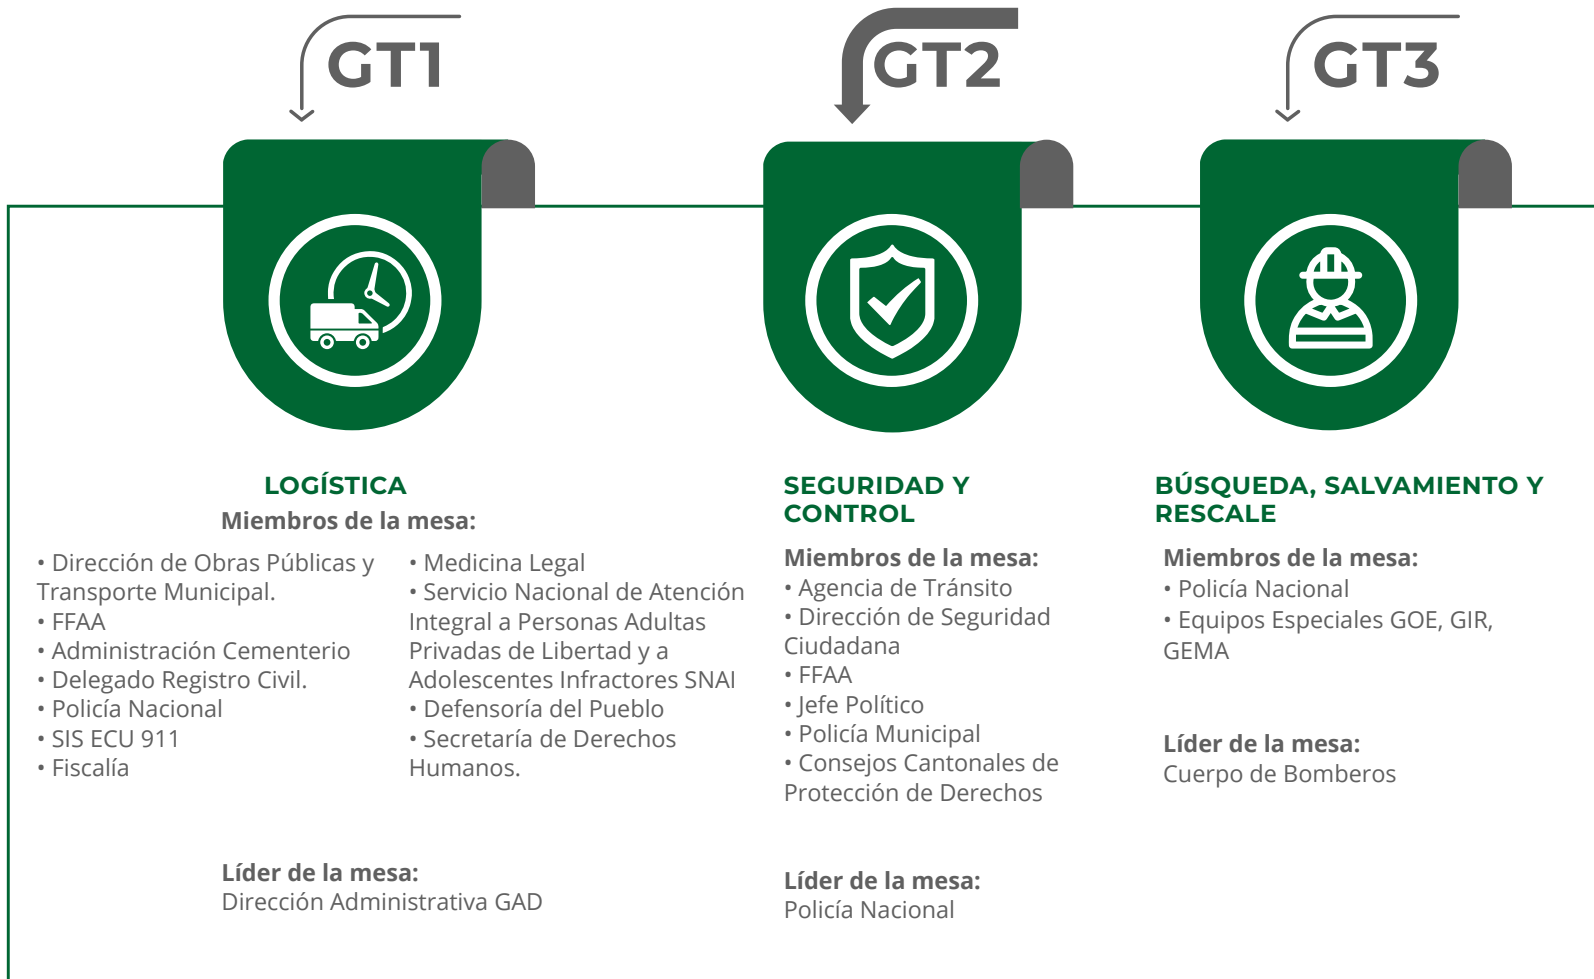 GT1
LOGÍSTICA
Miembros de la mesa:
• Dirección de Obras Públicas y
Transporte Municipal.
• FFAA
• Administración Cementerio
• Delegado Registro Civil.
• Policía Nacional
• SIS ECU 911
• Fiscalía
• Medicina Legal
• Servicio Nacional de Atención
Integral a Personas Adultas
Privadas de Libertad y a
Adolescentes Infractores SNAI
• Defensoría del Pueblo
• Secretaría de Derechos
Humanos.
Líder de la mesa:
Dirección Administrativa GAD
GT2
SEGURIDAD Y
CONTROL
Miembros de la mesa:
• Agencia de Tránsito
• Dirección de Seguridad
Ciudadana
• FFAA
• Jefe Político
• Policía Municipal
• Consejos Cantonales de
Protección de Derechos
Líder de la mesa:
Policía Nacional
GT3
BÚSQUEDA, SALVAMIENTO Y
RESCALE
Miembros de la mesa:
• Policía Nacional
• Equipos Especiales GOE, GIR,
GEMA
Líder de la mesa:
Cuerpo de Bomberos